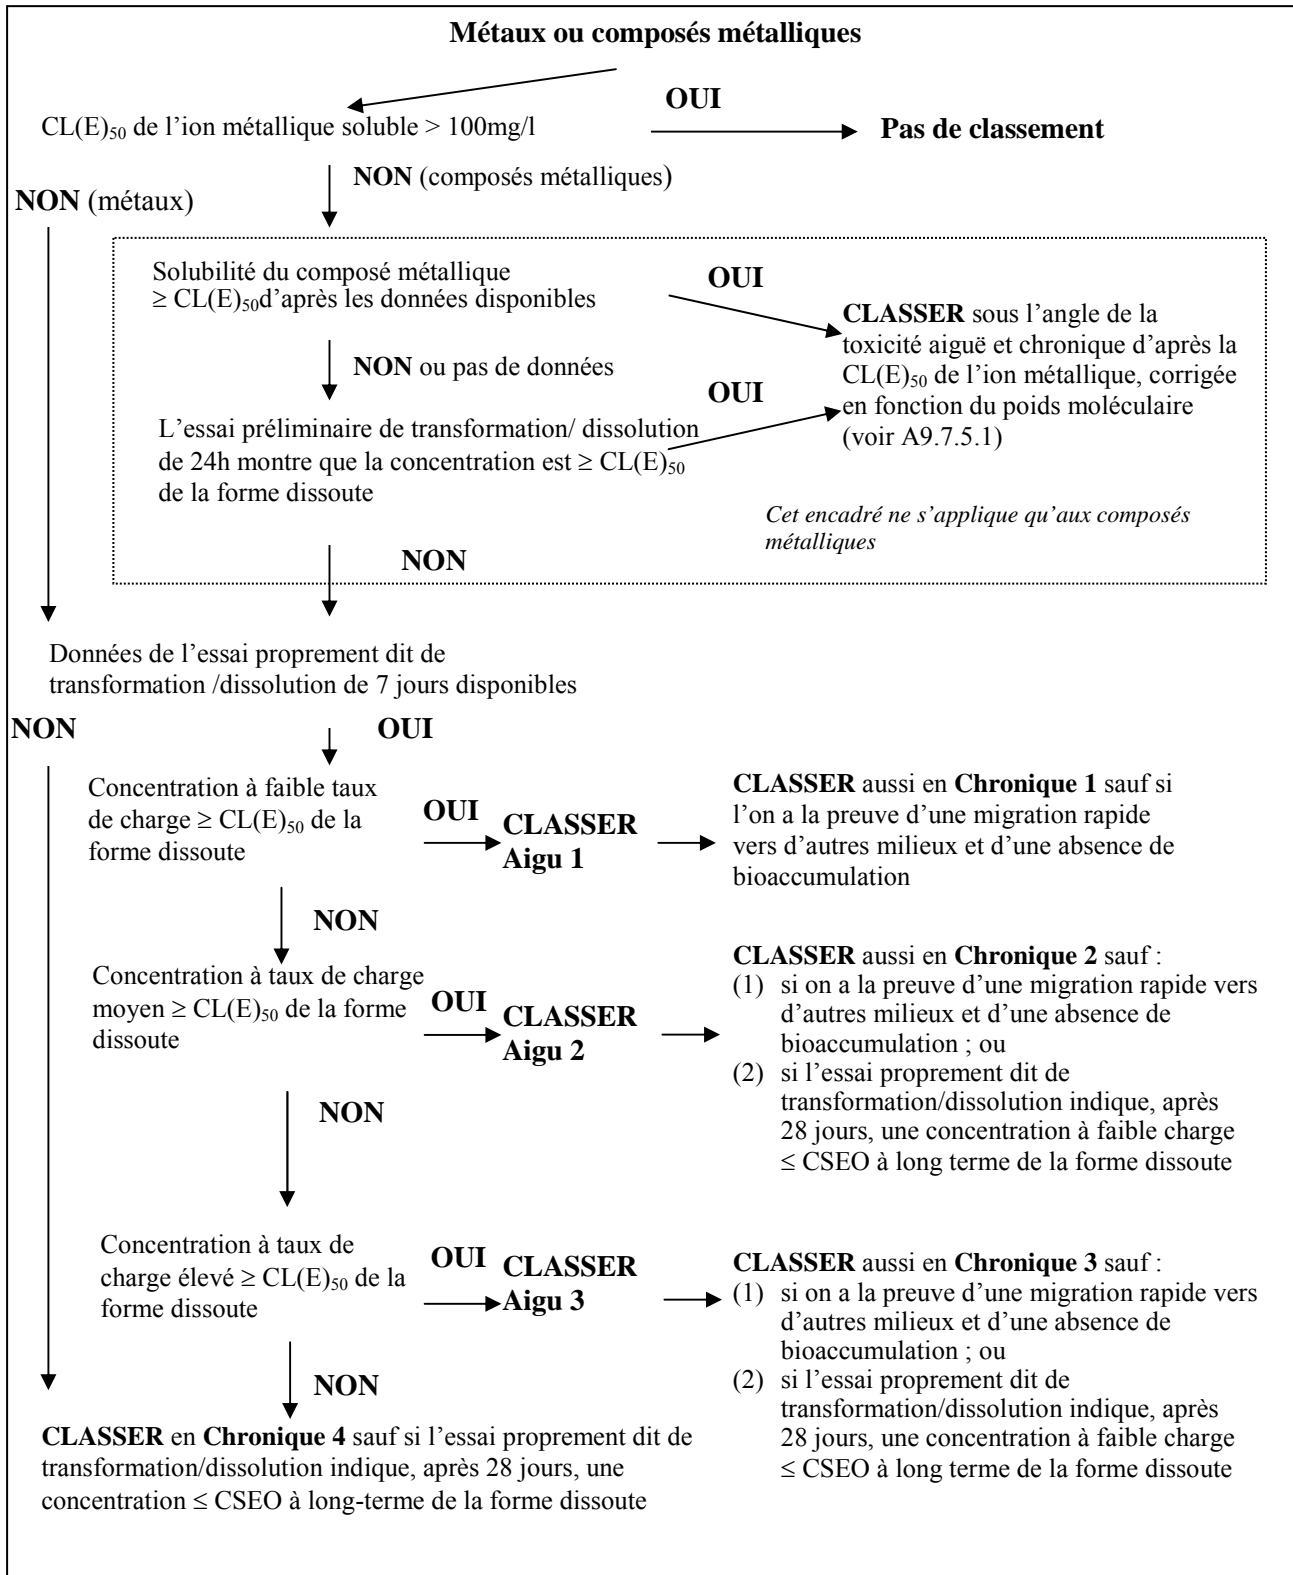 Métaux ou composés métalliques
OUI
CL(E)50 de l'ion métallique soluble > 100mg/l
Pas de classement
NON (composés métalliques)
NON (métaux)
Solubilité du composé métallique
≥ CL(E)50d'après les données disponibles
OUI
CLASSER sous l'angle de la
toxicité aiguë et chronique d'après la
CL(E)50 de l'ion métallique, corrigée
en fonction du poids moléculaire
(voir A9.7.5.1)
NON ou pas de données
OUI
L'essai préliminaire de transformation/ dissolution
de 24h montre que la concentration est ≥ CL(E)50
de la forme dissoute
Cet encadré ne s'applique qu'aux composés
métalliques
NON
Données de l'essai proprement dit de
transformation /dissolution de 7 jours disponibles
NON
OUI
Concentration à faible taux
de charge ≥ CL(E)50 de la
forme dissoute
OUI
CLASSER
Aigu 1
CLASSER aussi en Chronique 1 sauf si
l'on a la preuve d'une migration rapide
vers d'autres milieux et d'une absence de
bioaccumulation
NON
Concentration à taux de charge
moyen ≥ CL(E)50 de la forme
dissoute
OUI
CLASSER
Aigu 2
CLASSER aussi en Chronique 2 sauf :
(1) si on a la preuve d'une migration rapide vers
d'autres milieux et d'une absence de
bioaccumulation ; ou
(2) si l'essai proprement dit de
transformation/dissolution indique, après
28 jours, une concentration à faible charge
≤ CSEO à long terme de la forme dissoute
NON
Concentration à taux de
charge élevé ≥ CL(E)50 de la
forme dissoute
OUI
CLASSER
Aigu 3
CLASSER aussi en Chronique 3 sauf :
(1) si on a la preuve d'une migration rapide vers
d'autres milieux et d'une absence de
bioaccumulation ; ou
(2) si l'essai proprement dit de
transformation/dissolution indique, après
28 jours, une concentration à faible charge
≤ CSEO à long terme de la forme dissoute
NON
CLASSER en Chronique 4 sauf si l'essai proprement dit de
transformation/dissolution indique, après 28 jours, une
concentration ≤ CSEO à long-terme de la forme dissoute